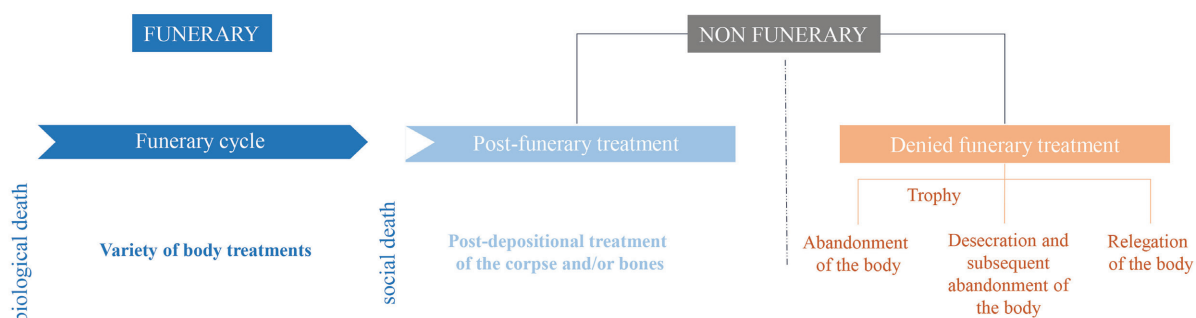 FUNERARY
NON FUNERARY
Funerary cycle
Post-funerary treatment
Denied funerary treatment
biological death
Variety of body treatments
social death
Post-depositional treatment
of the corpse and/or bones
Trophy
Abandonment
of the body
Desecration and
subsequent
abandonment of
the body
Relegation
of the body